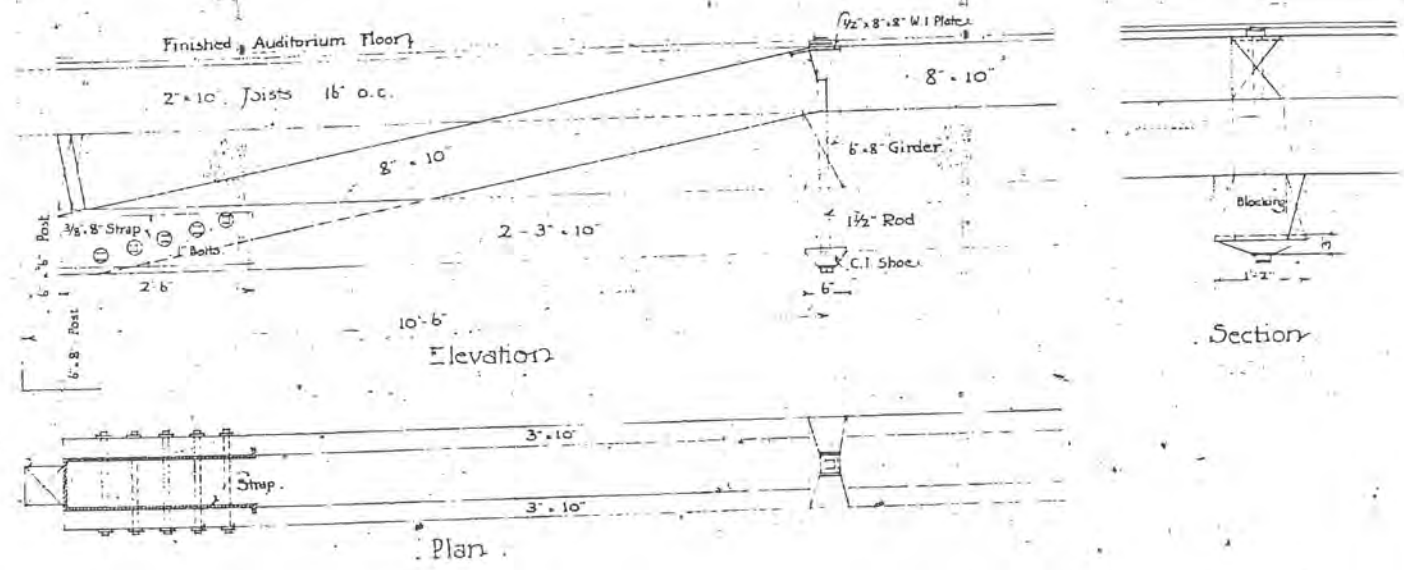 Finished Auditorium Floor
2" × 10" Joists 16" o.c.
1/2" × 8" × 8" W.I Plate
8" × 10"
8" × 10"
6" × 8" Girder
1 1/2" Rod
C.I. Shoe
6"
3/8" × 8" Strap
1" Bolts
2 - 3" × 10"
2'-6"
10'-6"
6" × 6" Post
6" × 8" Post
Elevation
Blocking
3"
1'-2"
Section
3" × 10"
Strap
3" × 10"
Plan